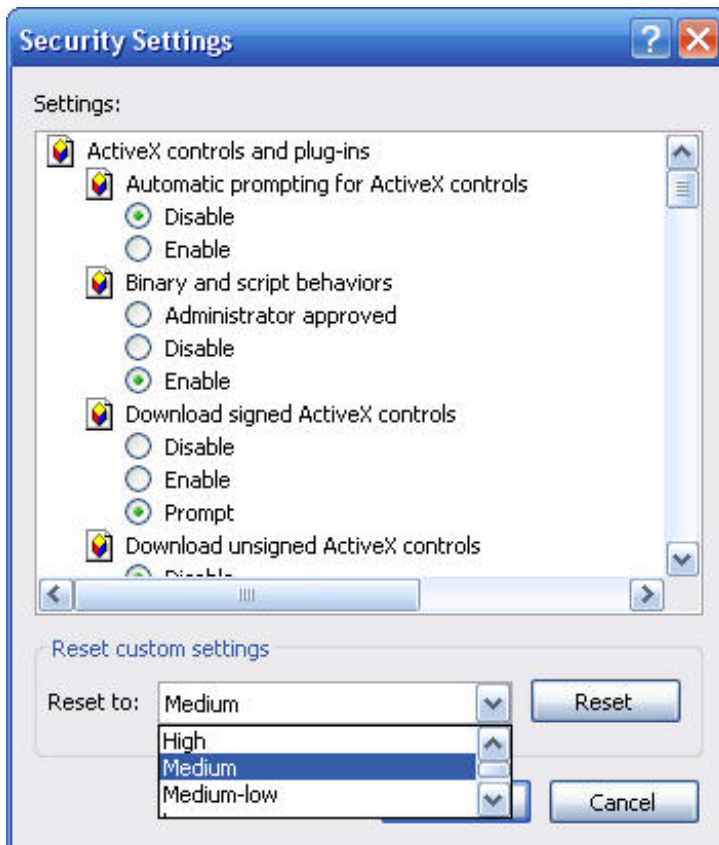 Security Settings
Settings:
ActiveX controls and plug-ins
Automatic prompting for ActiveX controls
Disable
Enable
Binary and script behaviors
Administrator approved
Disable
Enable
Download signed ActiveX controls
Disable
Enable
Prompt
Download unsigned ActiveX controls
Disable
Reset custom settings
Reset to: Medium Reset
High
Medium
Medium-low
Cancel